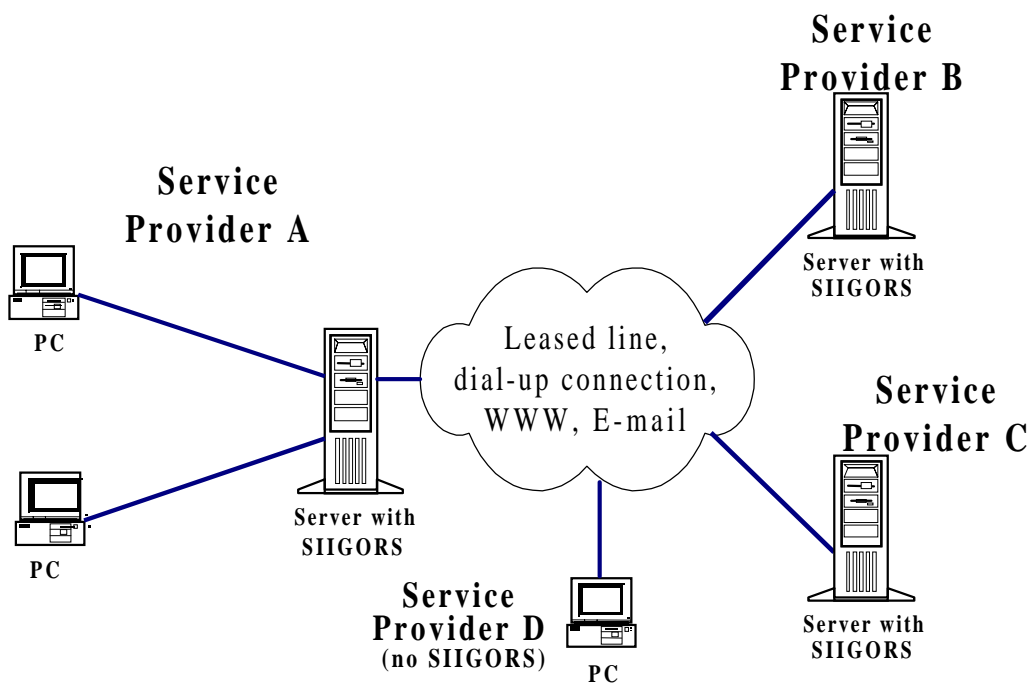 Service
Provider B
Server with
SIIGORS
Service
Provider A
PC
PC
Server with
SIIGORS
Leased line,
dial-up connection,
WWW, E-mail
Service
Provider C
Server with
SIIGORS
Service
Provider D
(no SIIGORS)
PC